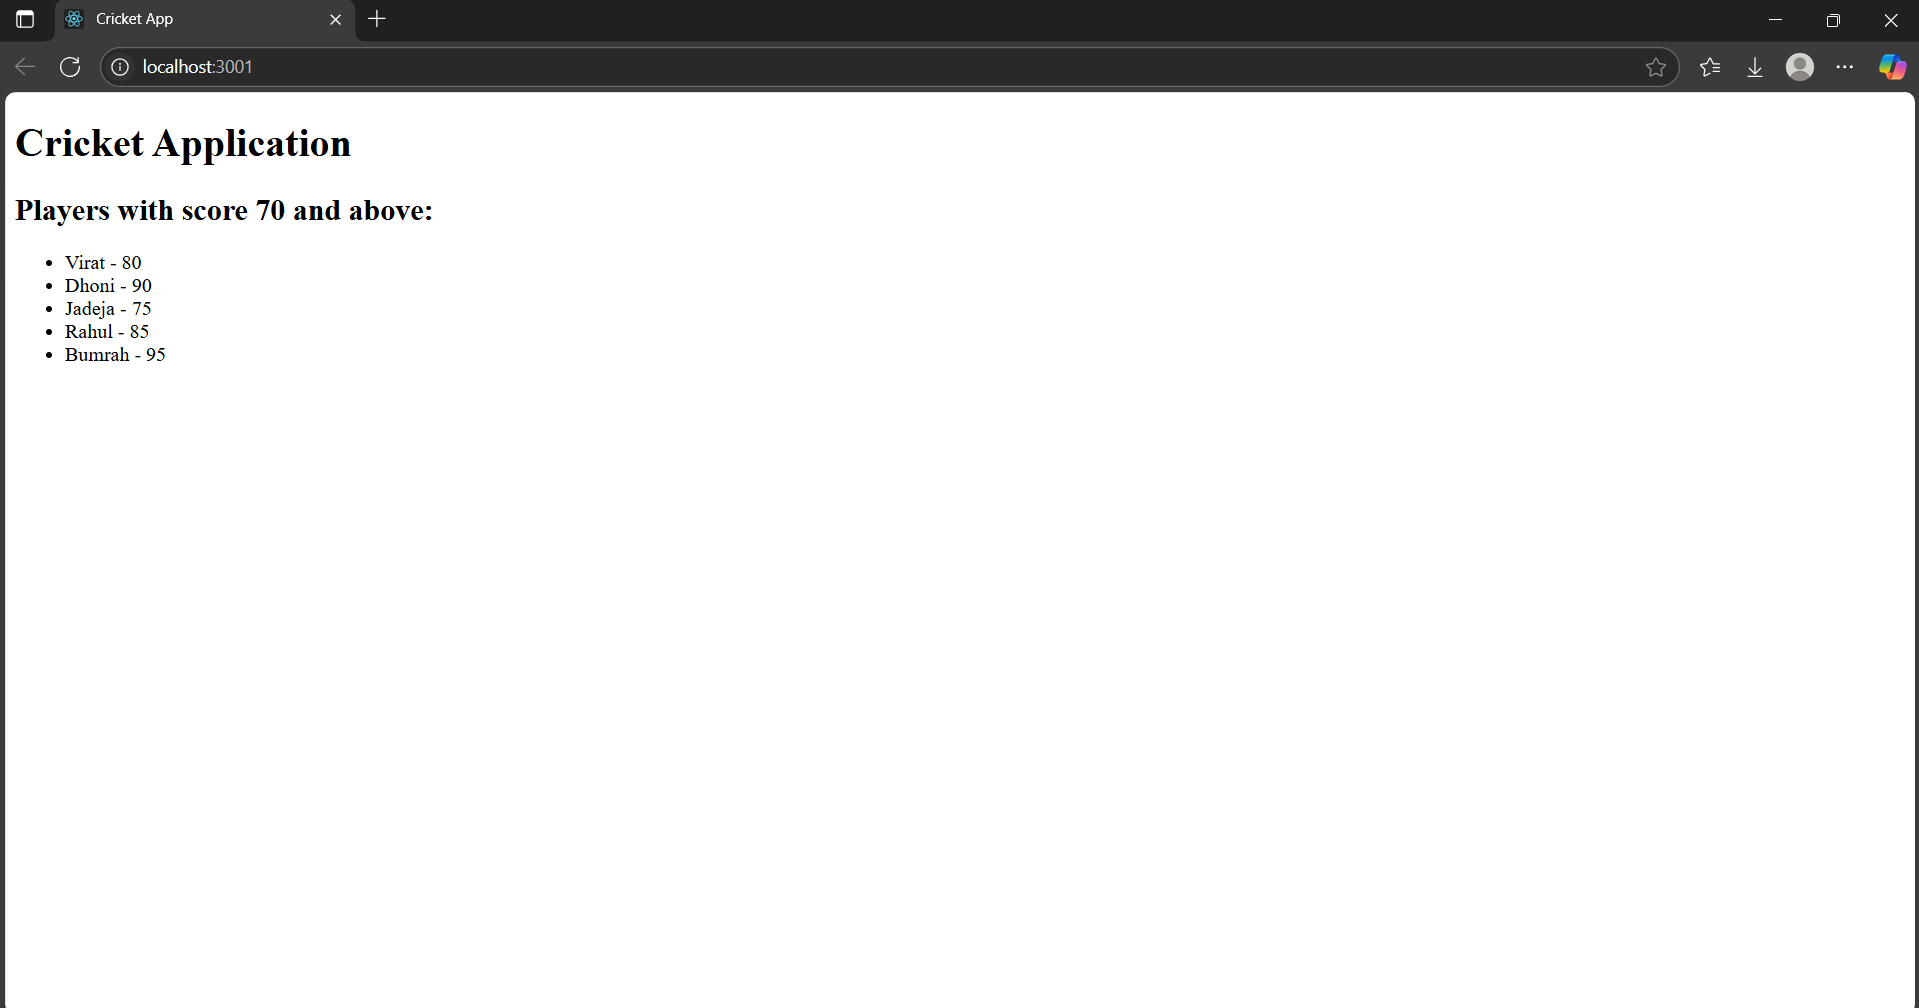 Cricket App
localhost:3001
Cricket Application
Players with score 70 and above:
Virat - 80
Dhoni - 90
Jadeja - 75
Rahul - 85
Bumrah - 95